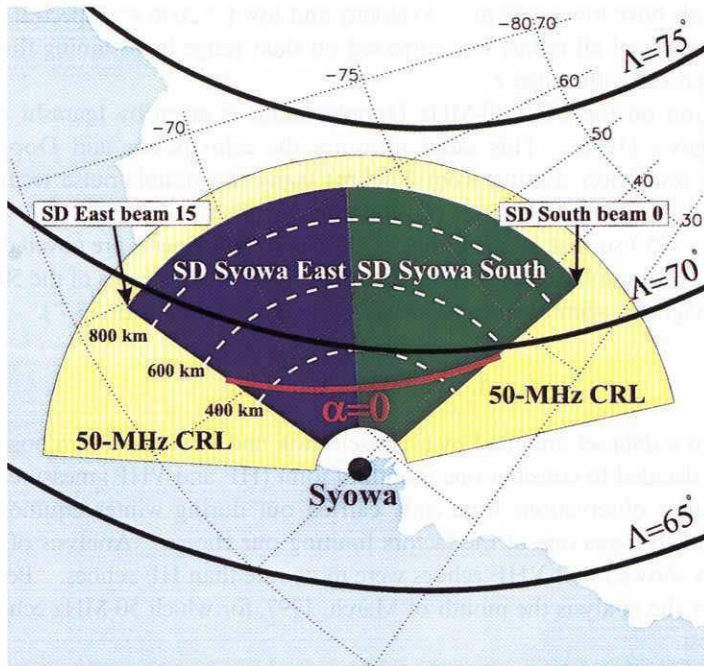 -80 70
Λ=75°
-75
60
-70
50
40
SD East beam 15
SD South beam 0
30
SD Syowa East
SD Syowa South
Λ=70°
800 km
600 km
400 km
α=0
50-MHz CRL
50-MHz CRL
Syowa
Λ=65°